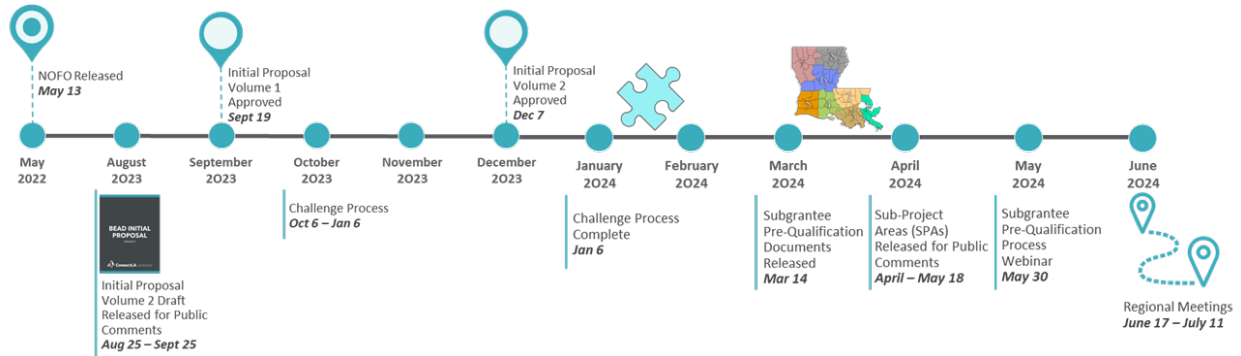 NOFO Released
May 13
Initial Proposal
Volume 1
Approved
Sept 19
Initial Proposal
Volume 2
Approved
Dec 7
May
2022
August
2023
September
2023
October
2023
November
2023
December
2023
January
2024
February
2024
March
2024
April
2024
May
2024
June
2024
BEAD INITIAL
PROPOSAL
Initial Proposal
Volume 2 Draft
Released for Public
Comments
Aug 25 – Sept 25
Challenge Process
Oct 6 – Jan 6
Challenge Process
Complete
Jan 6
Subgrantee
Pre-Qualification
Documents
Released
Mar 14
Sub-Project
Areas (SPAs)
Released for Public
Comments
April – May 18
Subgrantee
Pre-Qualification
Process
Webinar
May 30
Regional Meetings
June 17 – July 11